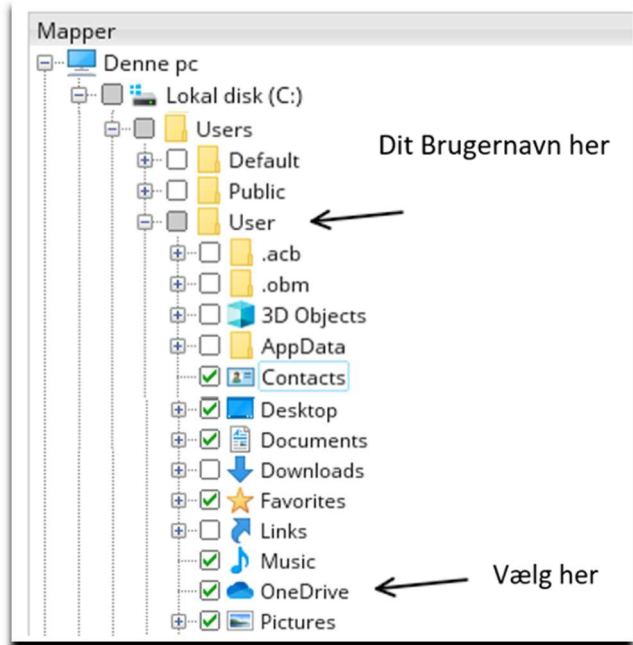 Mapper
Denne pc
Lokal disk (C:)
Users
Dit Brugernavn her
Default
Public
User
.acb
.obm
3D Objects
AppData
Contacts
Desktop
Documents
Downloads
Favorites
Links
Music
OneDrive
Vælg her
Pictures